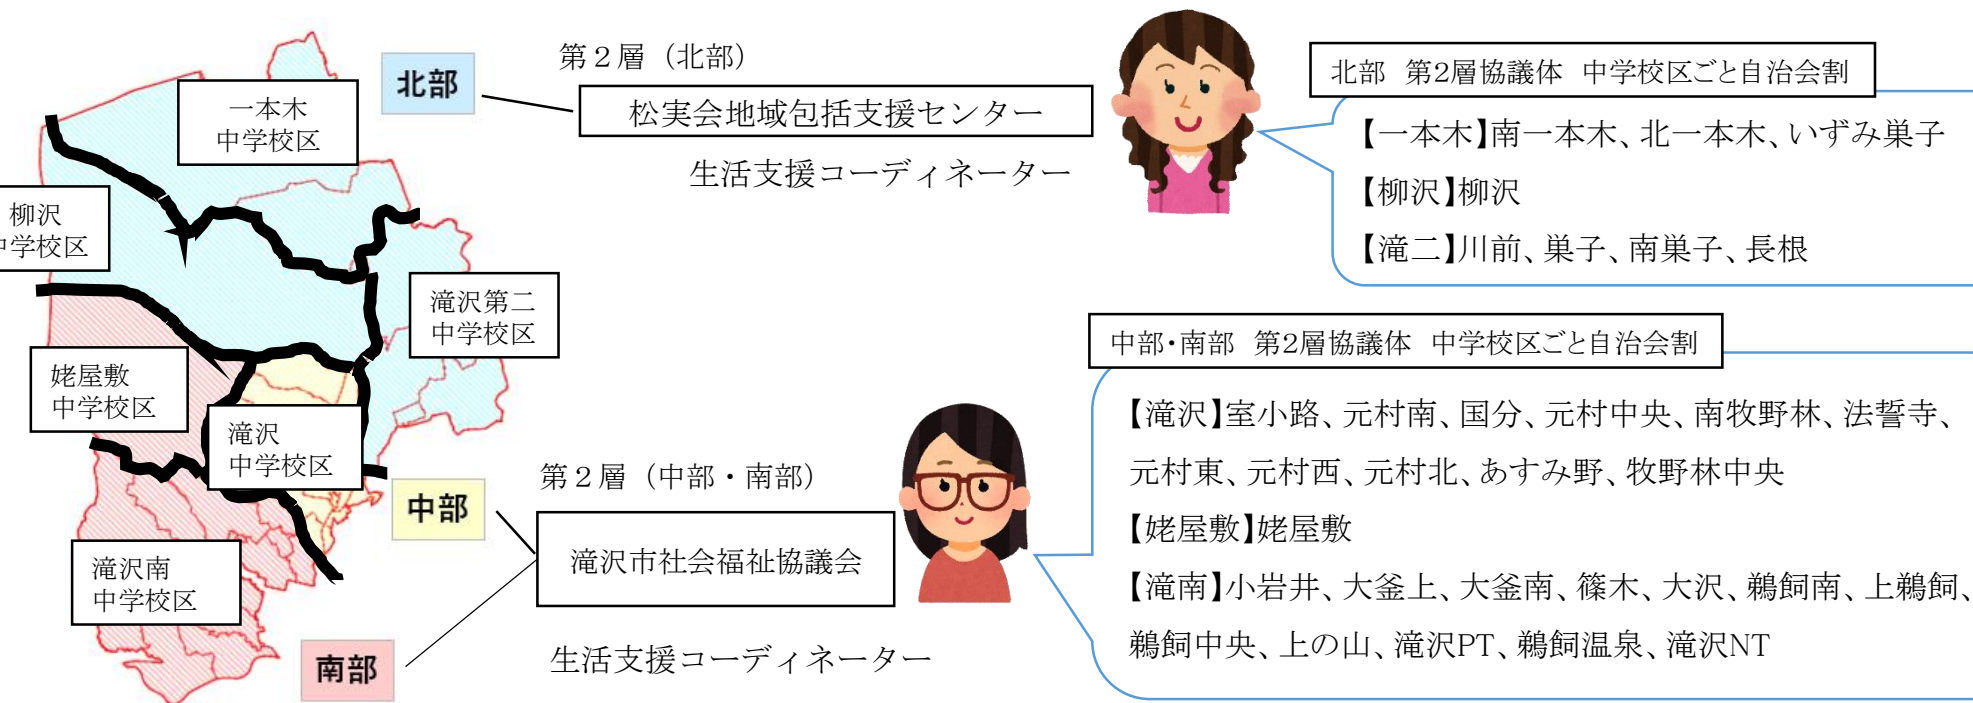 一本木
中学校区
柳沢
中学校区
滝沢第二
中学校区
姥屋敷
中学校区
滝沢
中学校区
滝沢南
中学校区
北部
中部
南部
第２層（北部）
松実会地域包括支援センター
生活支援コーディネーター
第２層（中部・南部）
滝沢市社会福祉協議会
生活支援コーディネーター
北部 第2層協議体 中学校区ごと自治会割
【一本木】南一本木、北一本木、いずみ巣子
【柳沢】柳沢
【滝二】川前、巣子、南巣子、長根
中部・南部 第2層協議体 中学校区ごと自治会割
【滝沢】室小路、元村南、国分、元村中央、南牧野林、法誓寺、
元村東、元村西、元村北、あすみ野、牧野林中央
【姥屋敷】姥屋敷
【滝南】小岩井、大釜上、大釜南、篠木、大沢、鵜飼南、上鵜飼、
鵜飼中央、上の山、滝沢PT、鵜飼温泉、滝沢NT